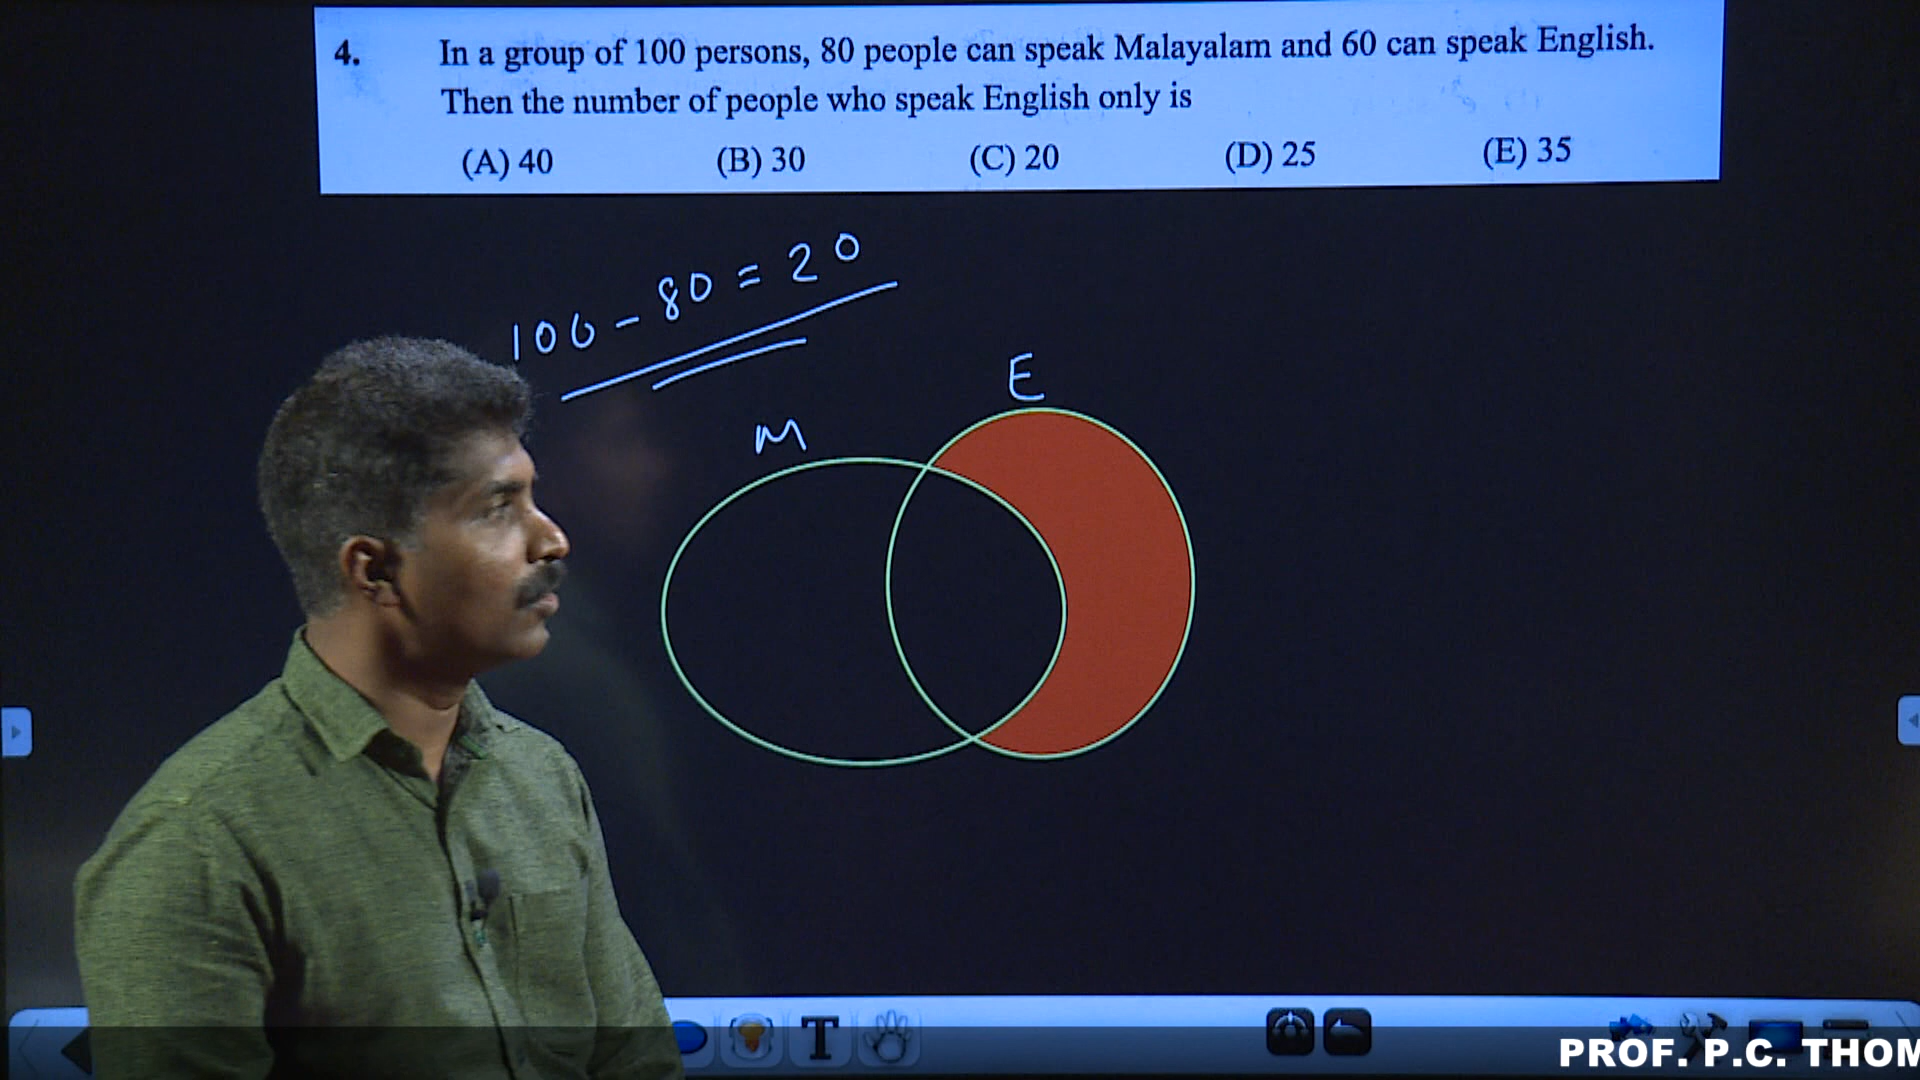 4. In a group of 100 persons, 80 people can speak Malayalam and 60 can speak English.
Then the number of people who speak English only is
(A) 40 (B) 30 (C) 20 (D) 25 (E) 35
100 - 80 = 20
E
M
T
PROF. P.C. THOM